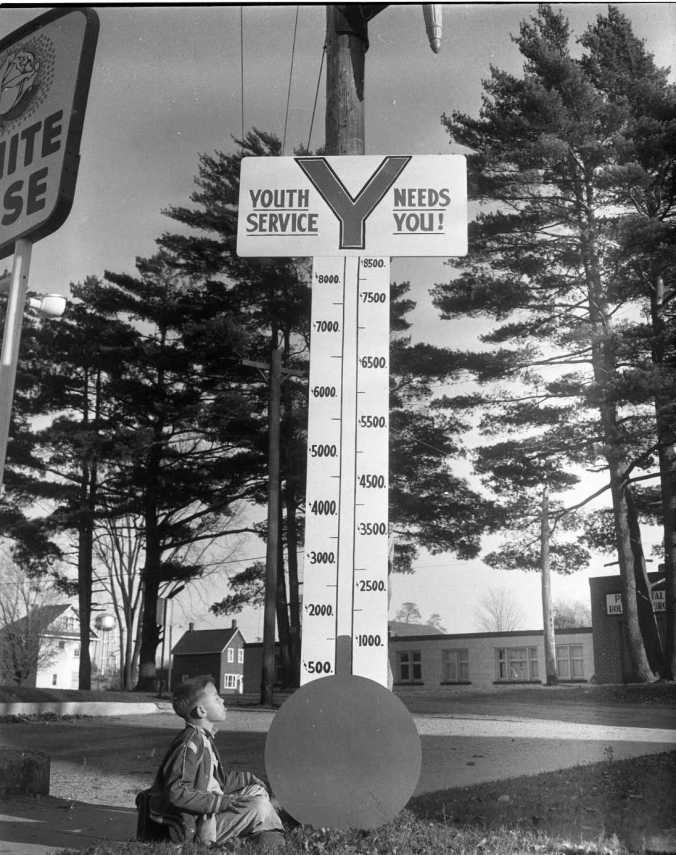 ITE
SE
YOUTH
SERVICE
Y
NEEDS
YOU!
8500.
$8000.
$7500
$7000.
$6500
$6000.
$5500.
$5000.
$4500.
$4000.
$3500.
$3000.
$2500.
$2000.
$1000.
$500.